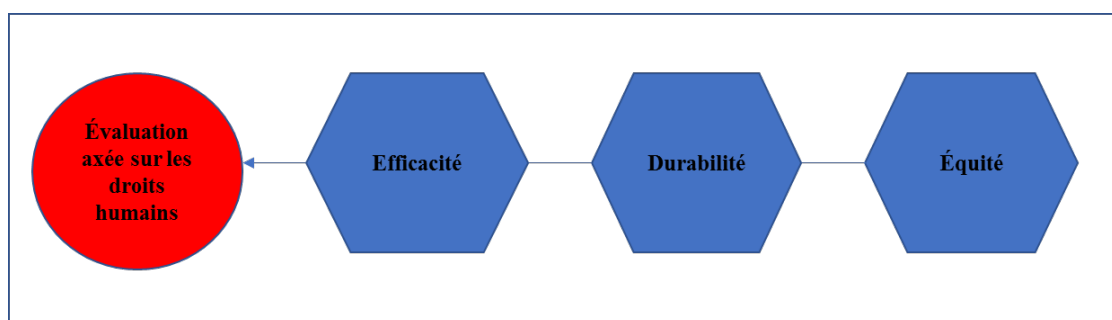 Évaluation
axée sur les
droits
humains
Efficacité
Durabilité
Équité